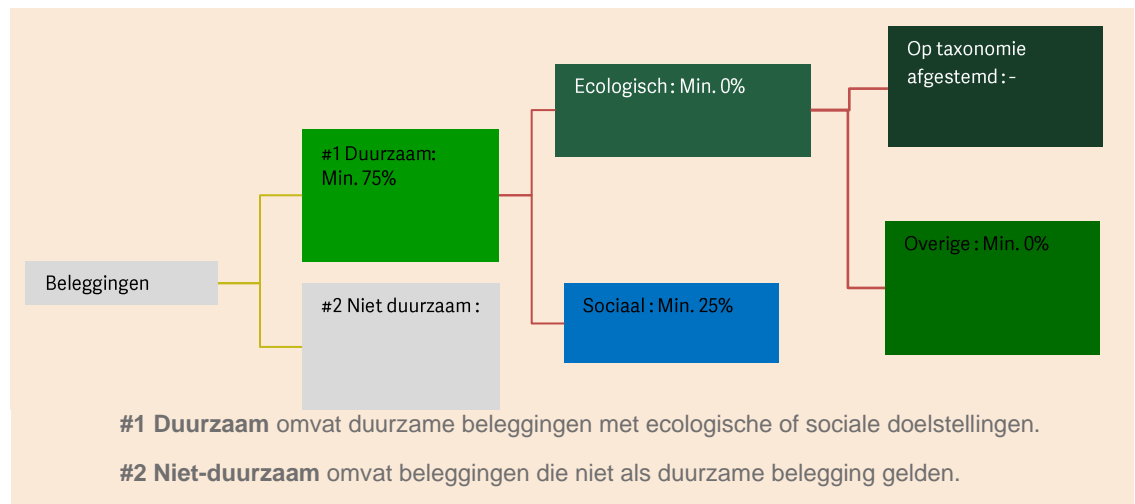 Op taxonomie
afgestemd : -
Ecologisch : Min. 0%
#1 Duurzaam:
Min. 75%
Overige : Min. 0%
Beleggingen
#2 Niet duurzaam :
Sociaal : Min. 25%
#1 Duurzaam omvat duurzame beleggingen met ecologische of sociale doelstellingen.
#2 Niet-duurzaam omvat beleggingen die niet als duurzame belegging gelden.